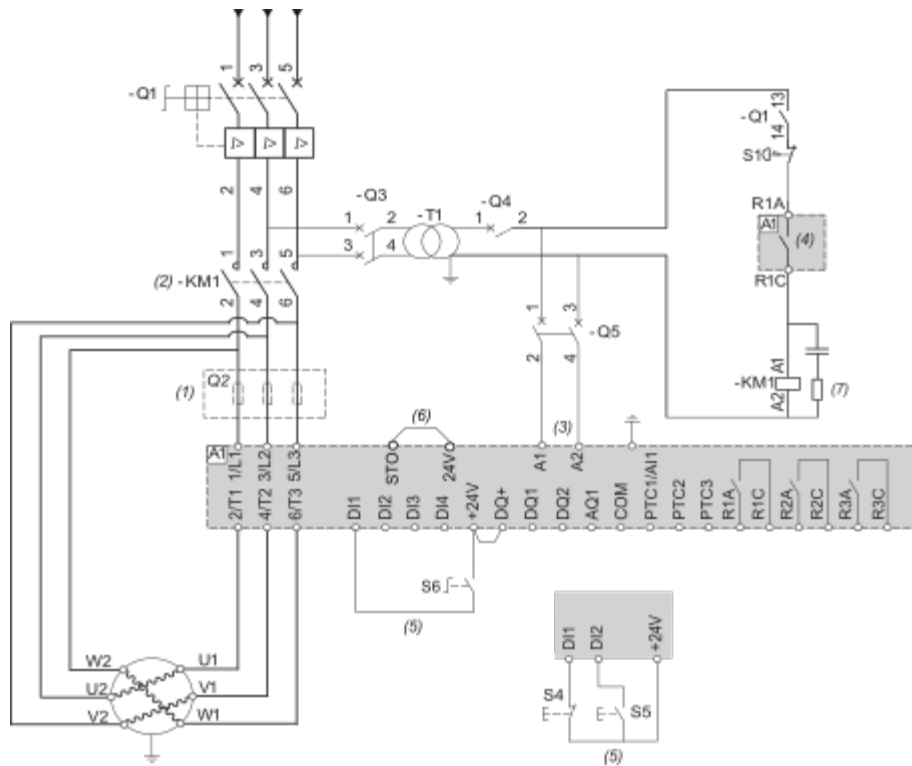 1 3 5
-Q1
2 4 6
-Q3
1 2
3 4
-T1
-Q4
1 2
13
-Q1
14
S1
R1A
A1
(4)
R1C
1 3 5
(2) -KM1
2 4 6
1 3
-Q5
2 4
A1
-KM1
A2
(7)
(1)
Q2
(6)
(3)
A1
1/L1 3/L2 5/L3
STO 24V A1 A2
2/T1 4/T2 6/T3
DI1 DI2 DI3 DI4 +24V DQ+ DQ1 DQ2 AQ1 COM PTC1/AI1 PTC2 PTC3 R1A R1C R2A R2C R3A R3C
S6
(5)
DI1 DI2 +24V
S4 S5
(5)
W2 U1
U2 V1
V2 W1